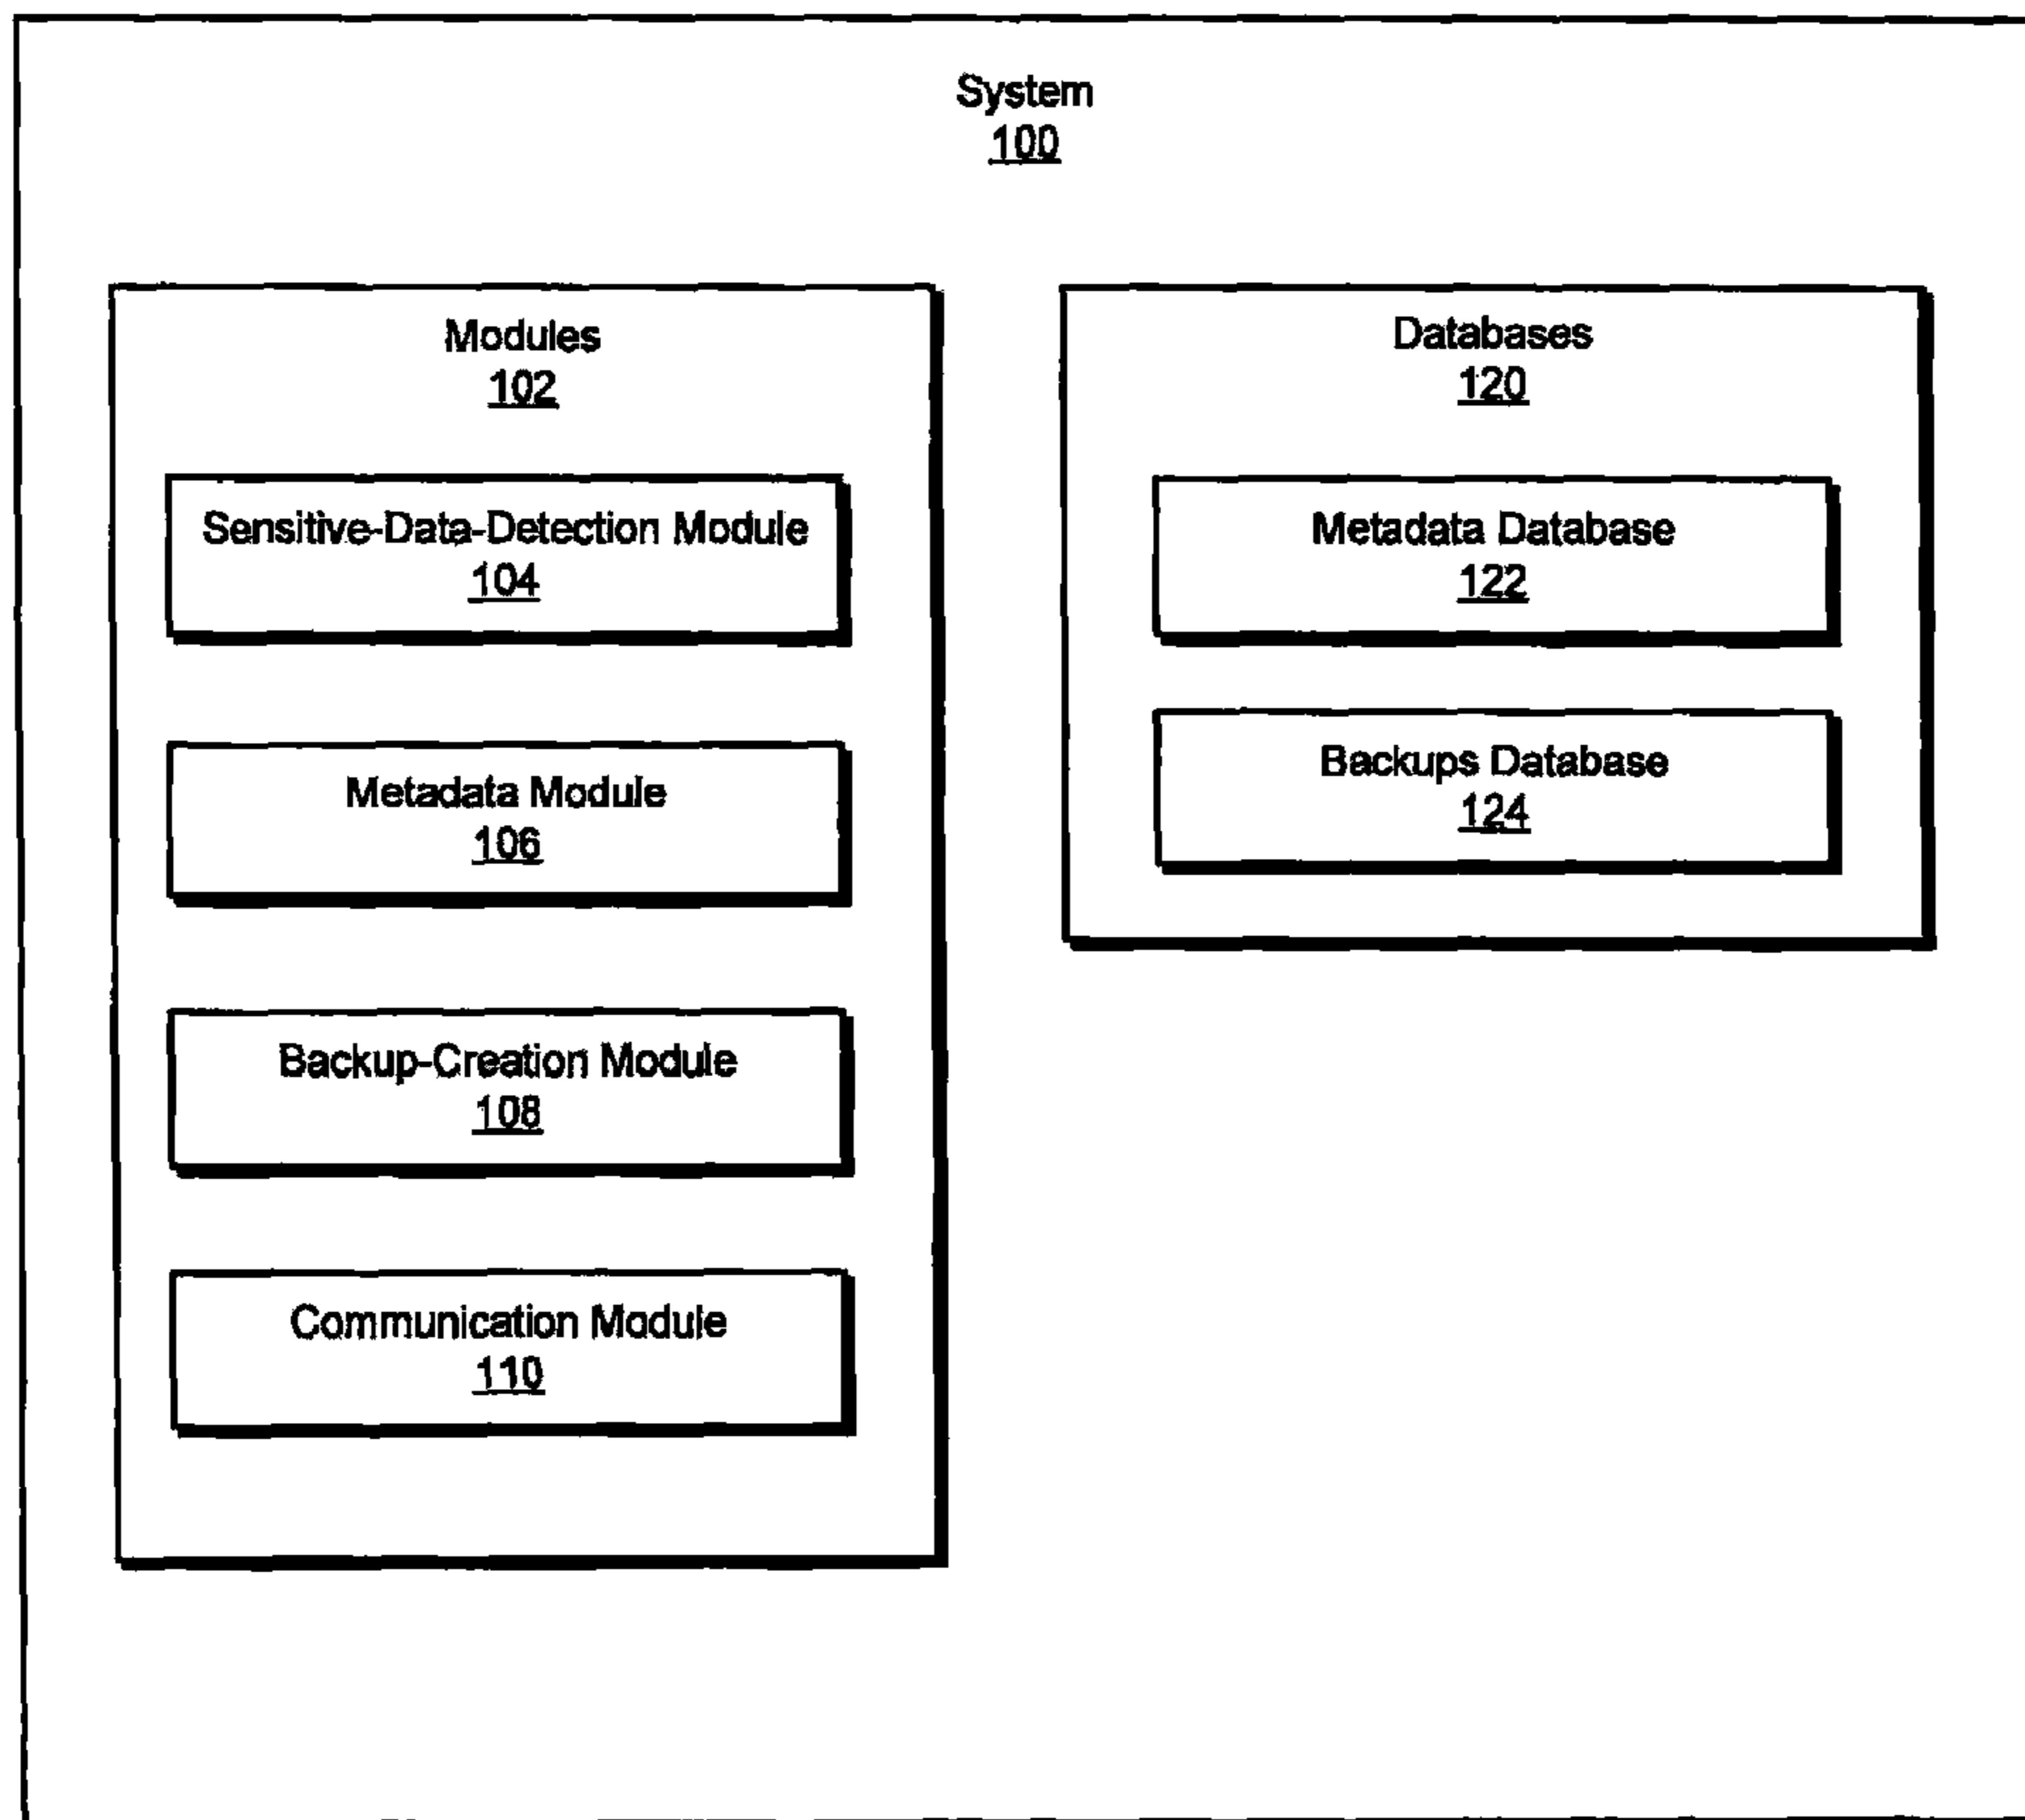 System
100
Modules
102
Sensitive-Data-Detection Module
104
Metadata Module
106
Backup-Creation Module
108
Communication Module
110
Databases
120
Metadata Database
122
Backups Database
124